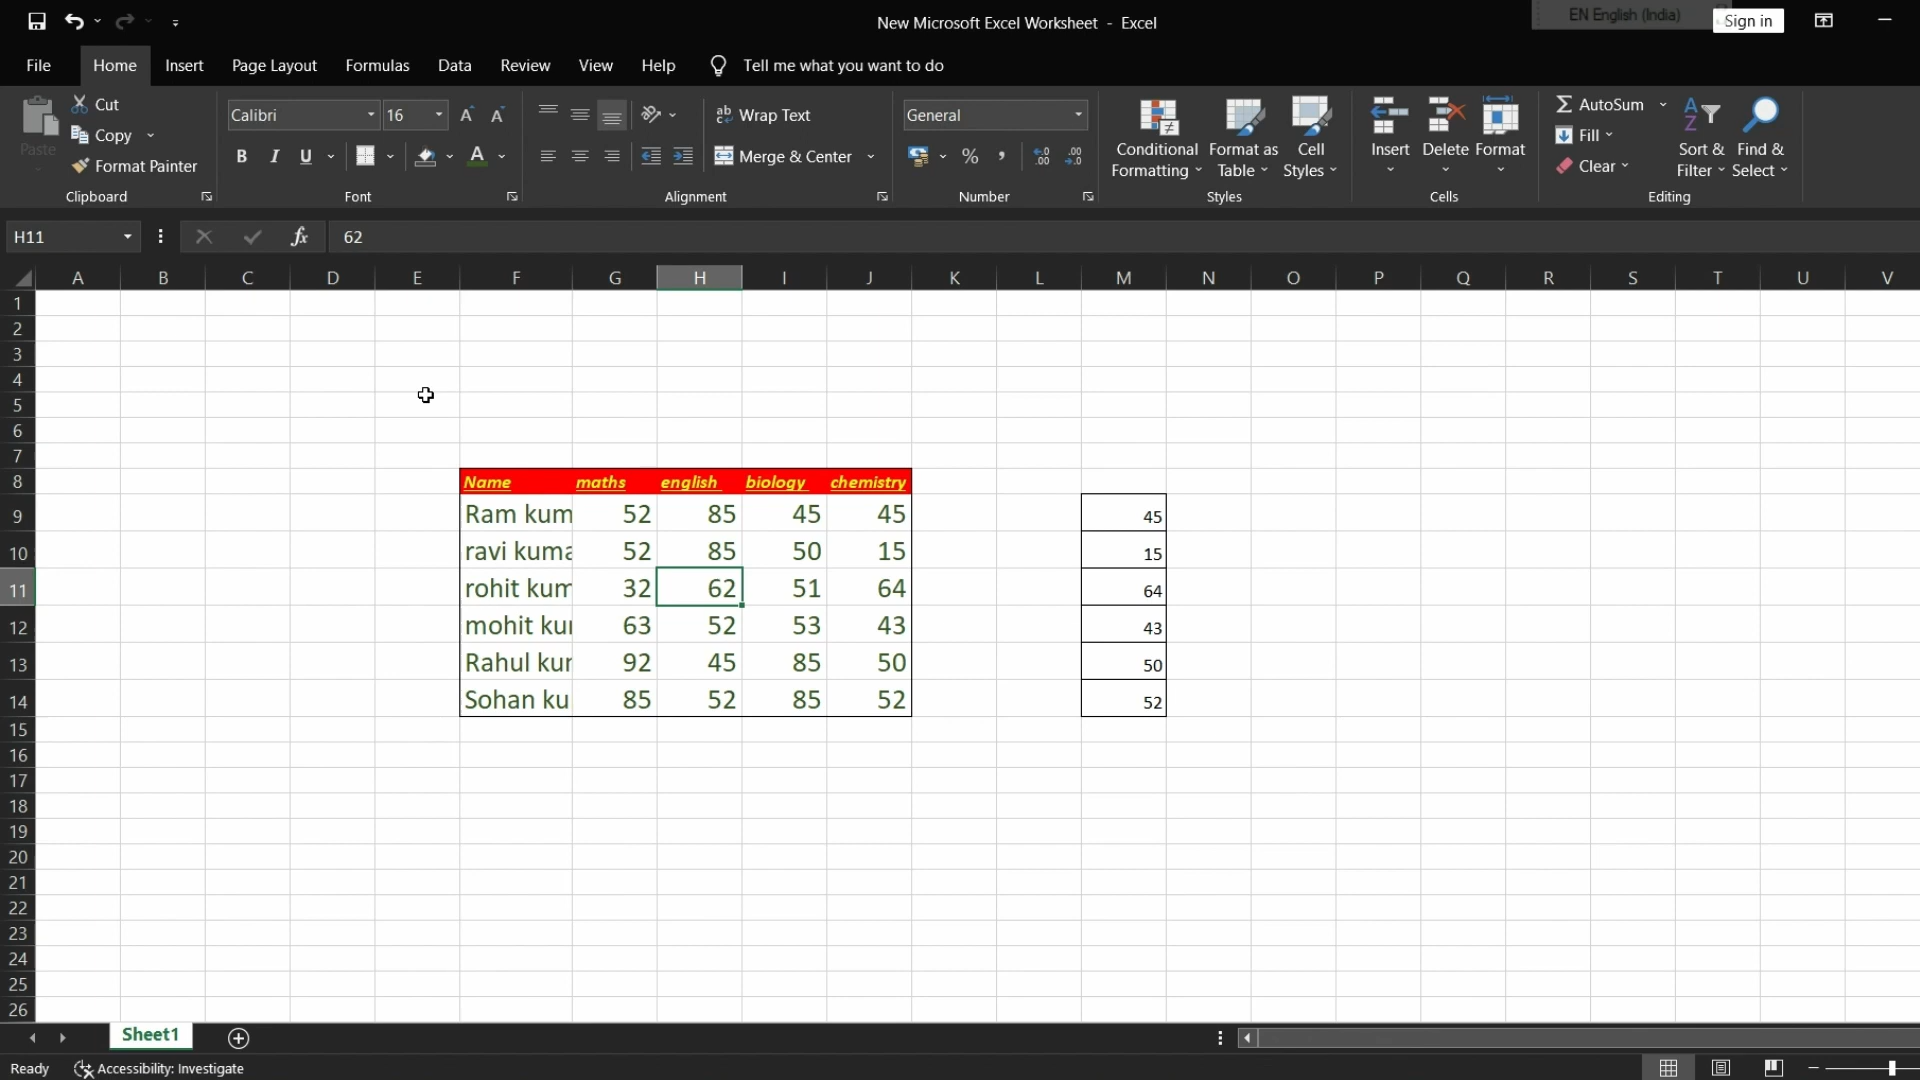 New Microsoft Excel Worksheet - Excel
EN English (India)
Sign in
File Home Insert Page Layout Formulas Data Review View Help Tell me what you want to do
Paste
Cut
Copy
Format Painter
Clipboard
Calibri 16
B I U
Font
Wrap Text
Merge & Center
Alignment
General
Number
Conditional Formatting
Format as Table
Cell Styles
Styles
Insert Delete Format
Cells
AutoSum
Fill
Clear
Sort & Filter
Find & Select
Editing
H11 fx 62
A B C D E F G H I J K L M N O P Q R S T U V
1
2
3
4
5
6
7
8 Name maths english biology chemistry
9 Ram kum 52 85 45 45 45
10 ravi kuma 52 85 50 15 15
11 rohit kum 32 62 51 64 64
12 mohit kur 63 52 53 43 43
13 Rahul kur 92 45 85 50 50
14 Sohan ku 85 52 85 52 52
15
16
17
18
19
20
21
22
23
24
25
26
Sheet1
Ready Accessibility: Investigate